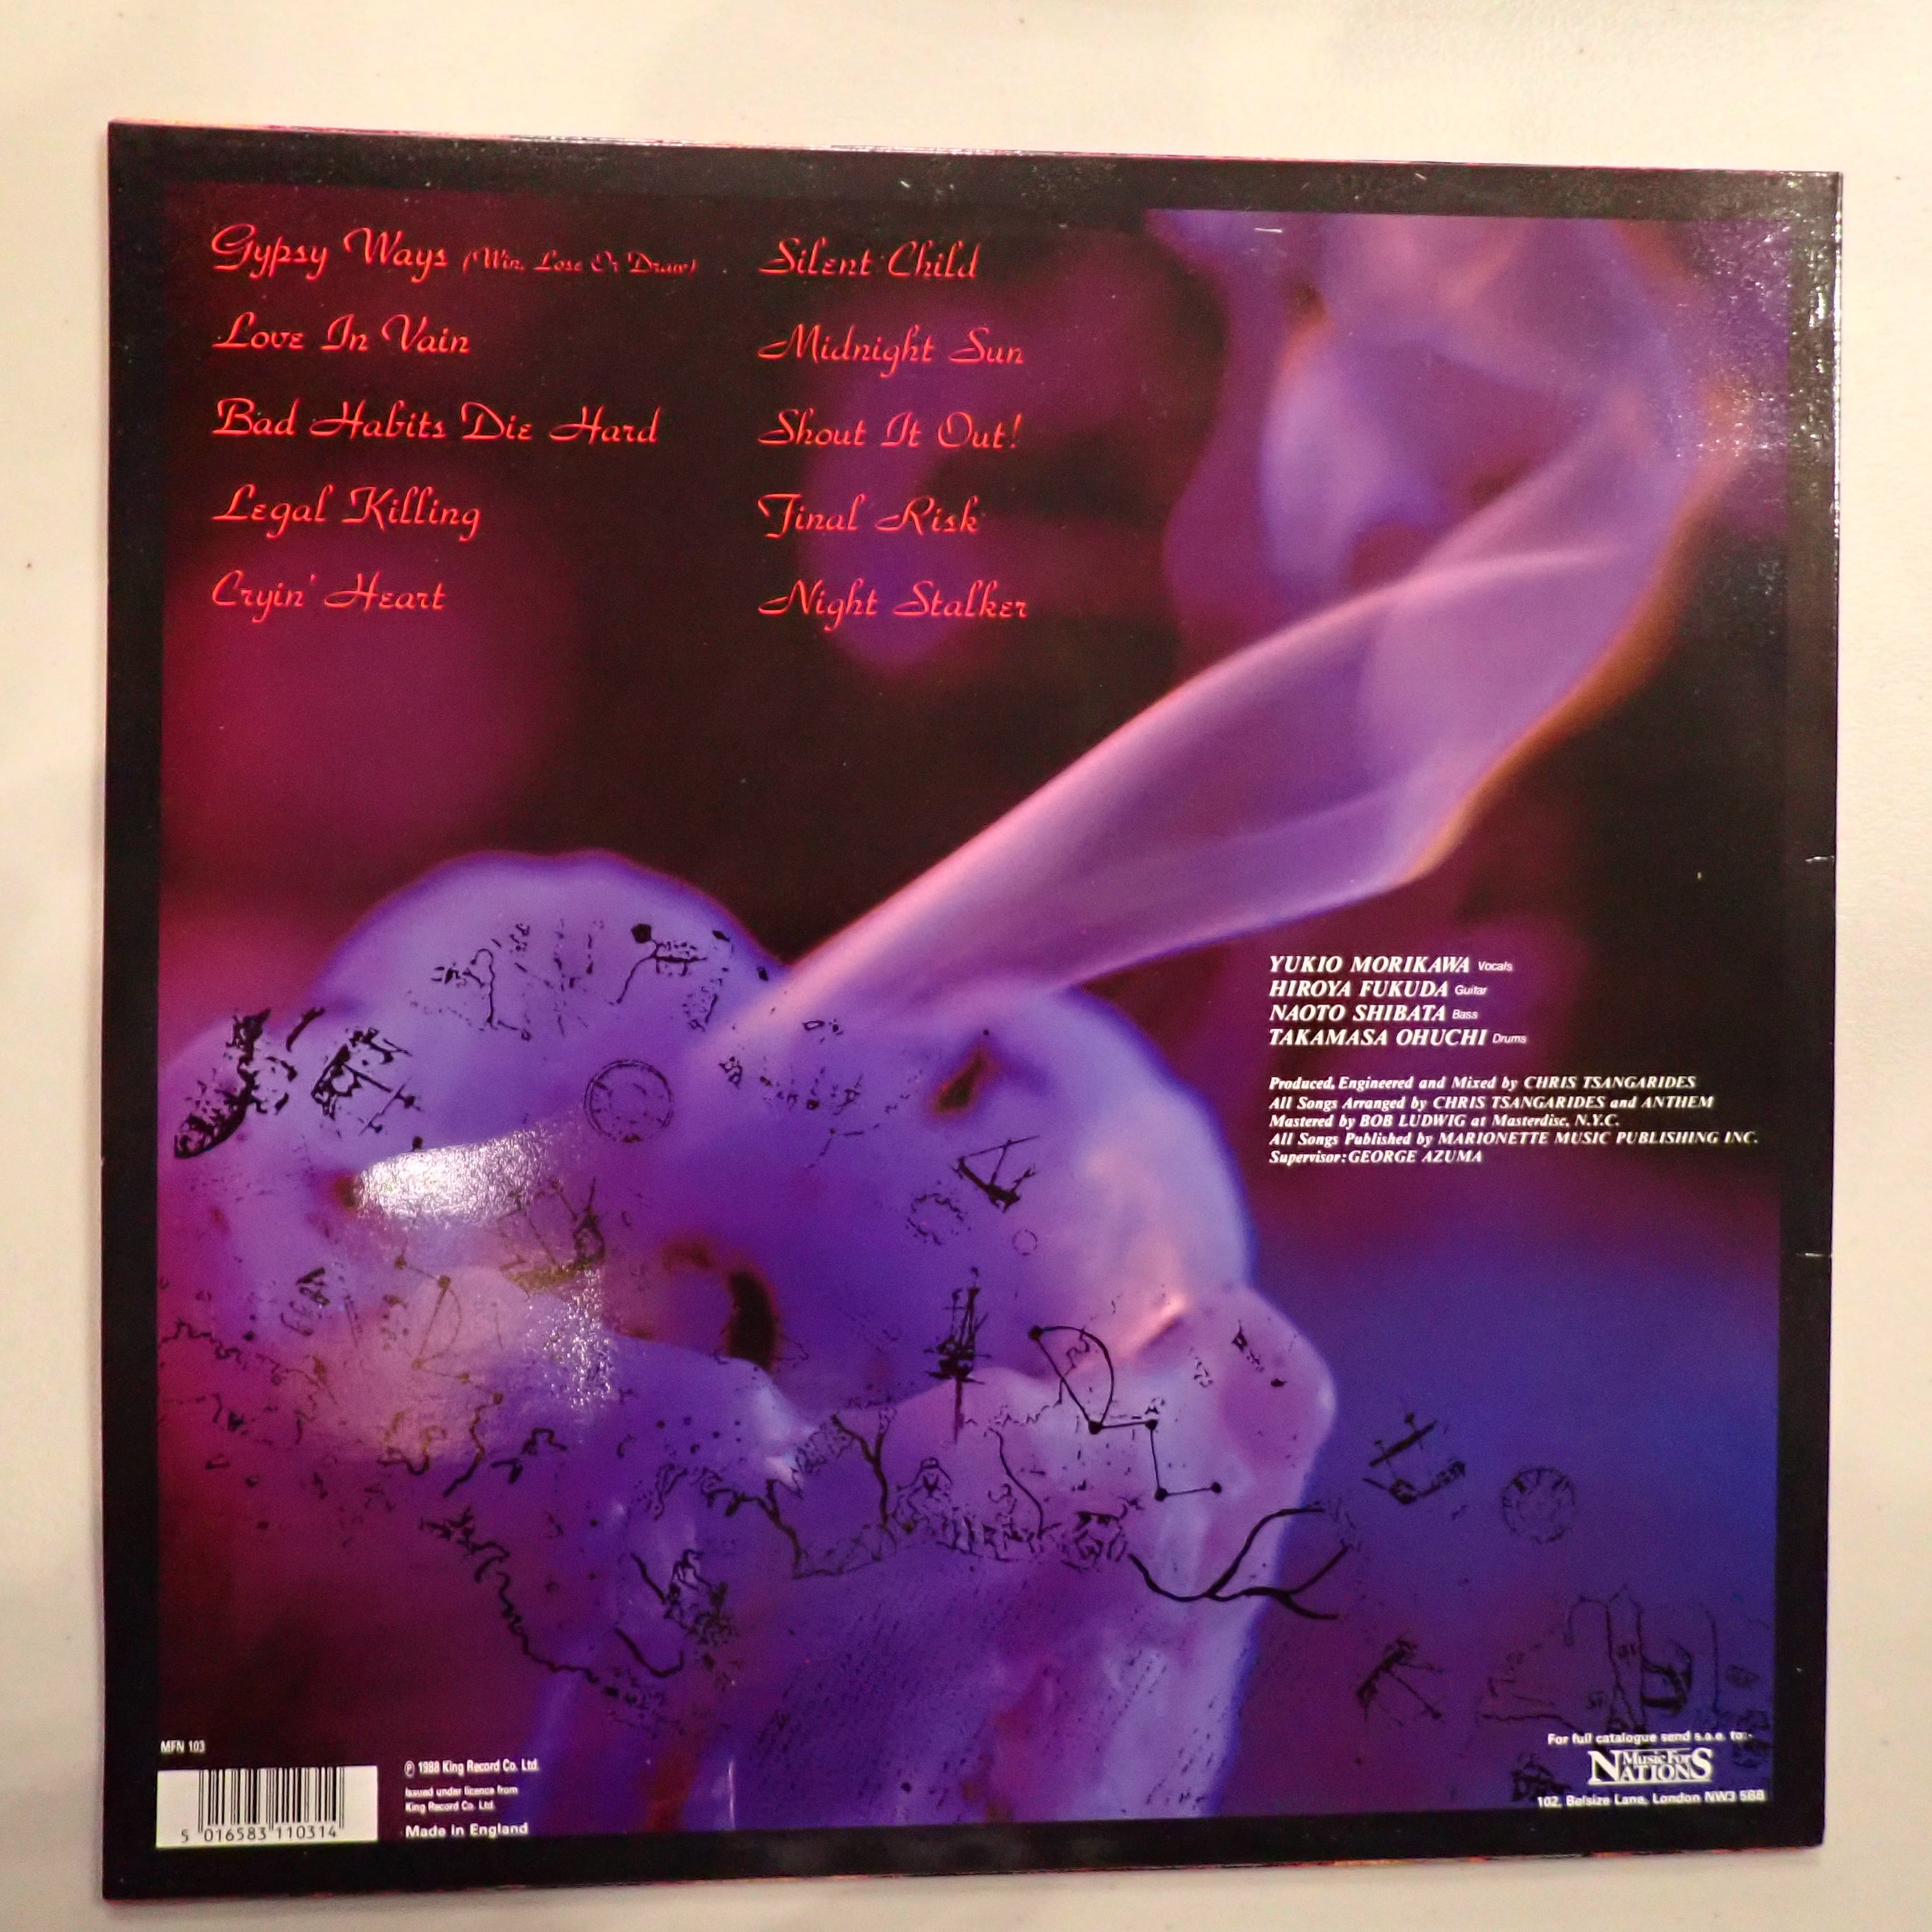 Gypsy Ways (Win, Lose Or Draw)
Love In Vain
Bad Habits Die Hard
Legal Killing
Cryin' Heart
Silent Child
Midnight Sun
Shout It Out!
Final Risk
Night Stalker
YUKIO MORIKAWA Vocals
HIROYA FUKUDA Guitar
NAOTO SHIBATA Bass
TAKAMASA OHUCHI Drums
Produced, Engineered and Mixed by CHRIS TSANGARIDES
All Songs Arranged by CHRIS TSANGARIDES and ANTHEM
Mastered by BOB LUDWIG at Masterdisc, N.Y.C.
All Songs Published by MARIONETTE MUSIC PUBLISHING INC.
Supervisor: GEORGE AZUMA
MFN 103
5 016583 110314
℗ 1988 King Record Co. Ltd.
Issued under licence from
King Record Co. Ltd.
Made in England
For full catalogue send s.a.e. to:-
Music For
NATIONS
102, Belsize Lane, London NW3 5BB